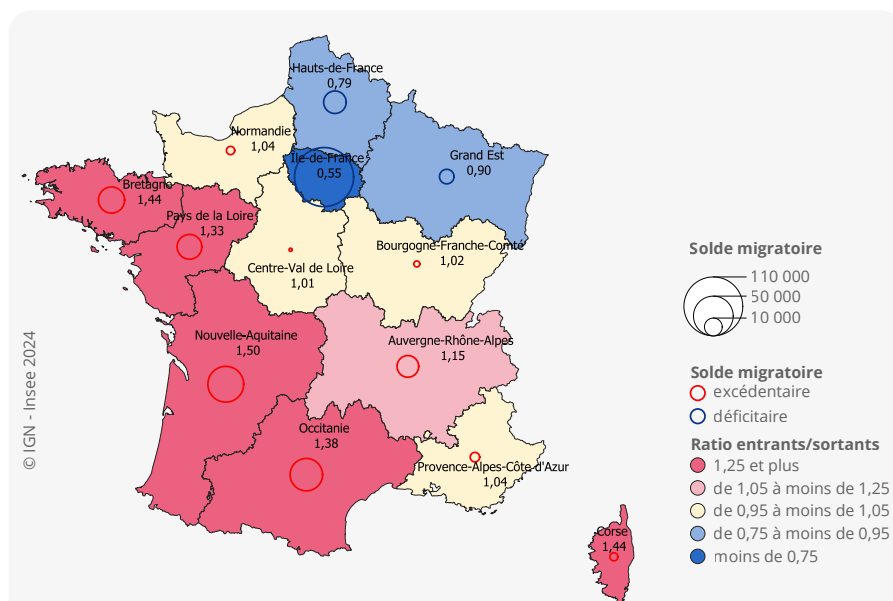 Hauts-de-France
0,79
Normandie
1,04
Île-de-France
0,55
Grand Est
0,90
Bretagne
1,44
Pays de la Loire
1,33
Centre-Val de Loire
1,01
Bourgogne-Franche-Comté
1,02
Nouvelle-Aquitaine
1,50
Auvergne-Rhône-Alpes
1,15
Occitanie
1,38
Provence-Alpes-Côte d'Azur
1,04
Corse
1,44
Solde migratoire
110 000
50 000
10 000
Solde migratoire
excédentaire
déficitaire
Ratio entrants/sortants
1,25 et plus
de 1,05 à moins de 1,25
de 0,95 à moins de 1,05
de 0,75 à moins de 0,95
moins de 0,75
© IGN - Insee 2024